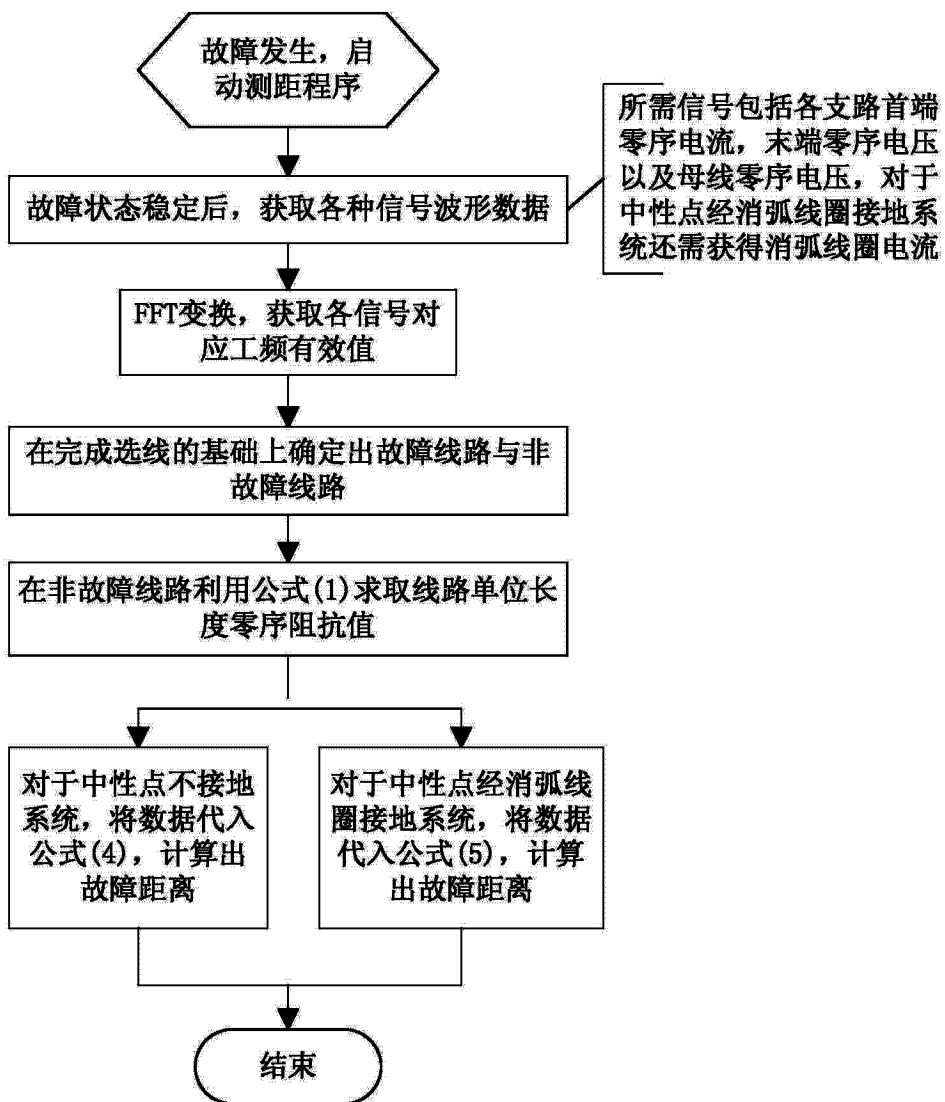 故障发生，启
动测距程序
所需信号包括各支路首端
零序电流，末端零序电压
以及母线零序电压，对于
中性点经消弧线圈接地系
统还需获得消弧线圈电流
故障状态稳定后，获取各种信号波形数据
FFT变换，获取各信号对
应工频有效值
在完成选线的基础上确定出故障线路与非
故障线路
在非故障线路利用公式(1)求取线路单位长
度零序阻抗值
对于中性点不接地
系统，将数据代入
公式(4)，计算出
故障距离
对于中性点经消弧线
圈接地系统，将数据
代入公式(5)，计算
出故障距离
结束